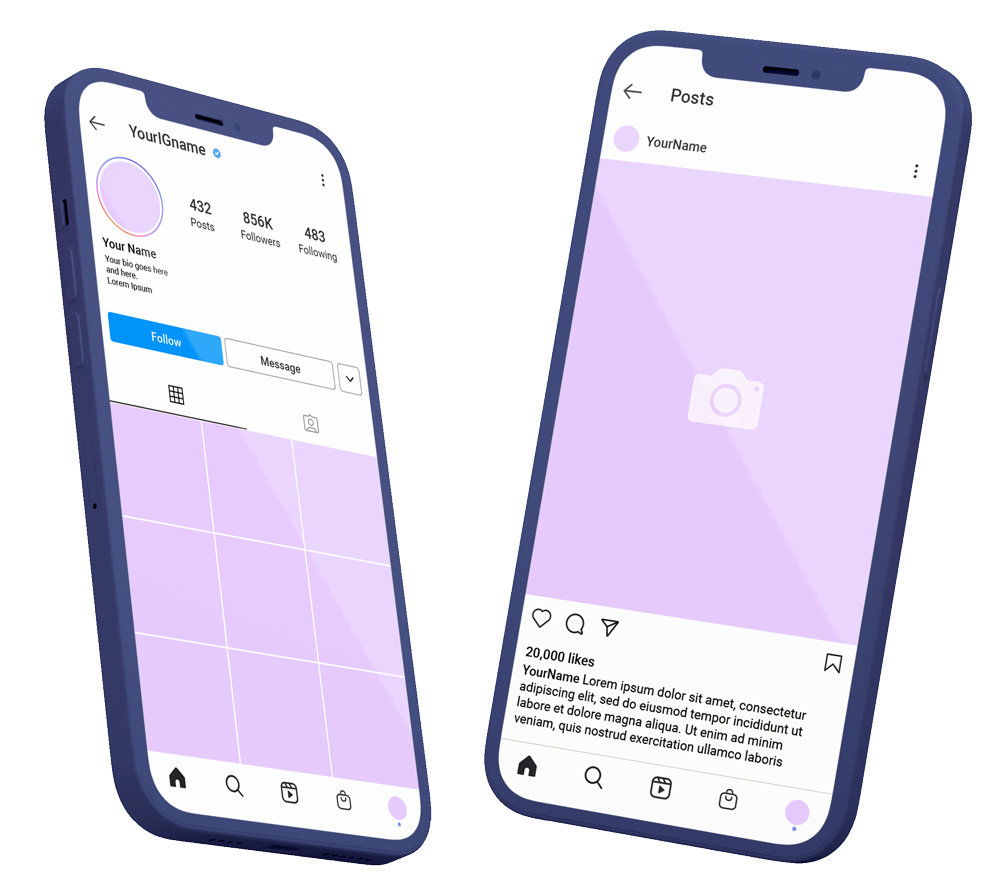 YourIGname
432
Posts
856K
Followers
483
Following
Your Name
Your bio goes here
and here.
Lorem Ipsum
Follow
Message
Posts
YourName
20,000 likes
YourName Lorem ipsum dolor sit amet, consectetur
adipiscing elit, sed do eiusmod tempor incididunt ut
labore et dolore magna aliqua. Ut enim ad minim
veniam, quis nostrud exercitation ullamco laboris